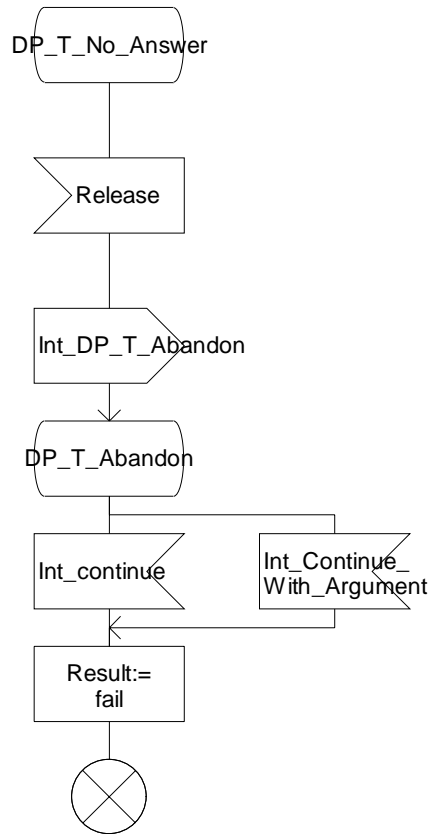 DP_T_No_Answer
Release
Int_DP_T_Abandon
DP_T_Abandon
Int_continue
Int_Continue_
With_Argument
Result:=
fail